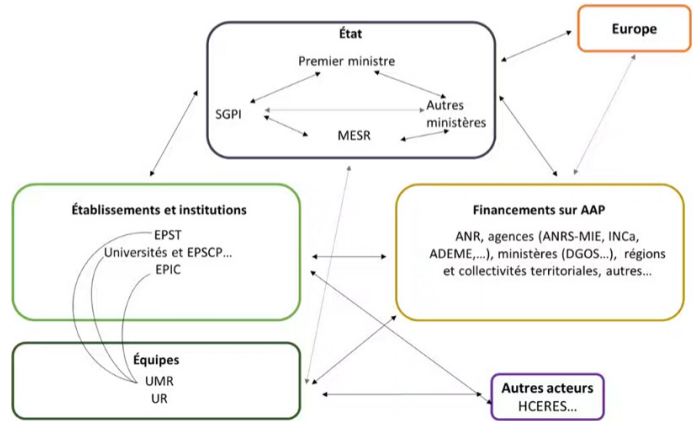 État
Europe
Premier ministre
SGPI
Autres
ministères
MESR
Établissements et institutions
EPST
Universités et EPSCP...
EPIC
Financements sur AAP
ANR, agences (ANRS-MIE, INCa,
ADEME,...), ministères (DGOS...), régions
et collectivités territoriales, autres...
Équipes
UMR
UR
Autres acteurs
HCERES...